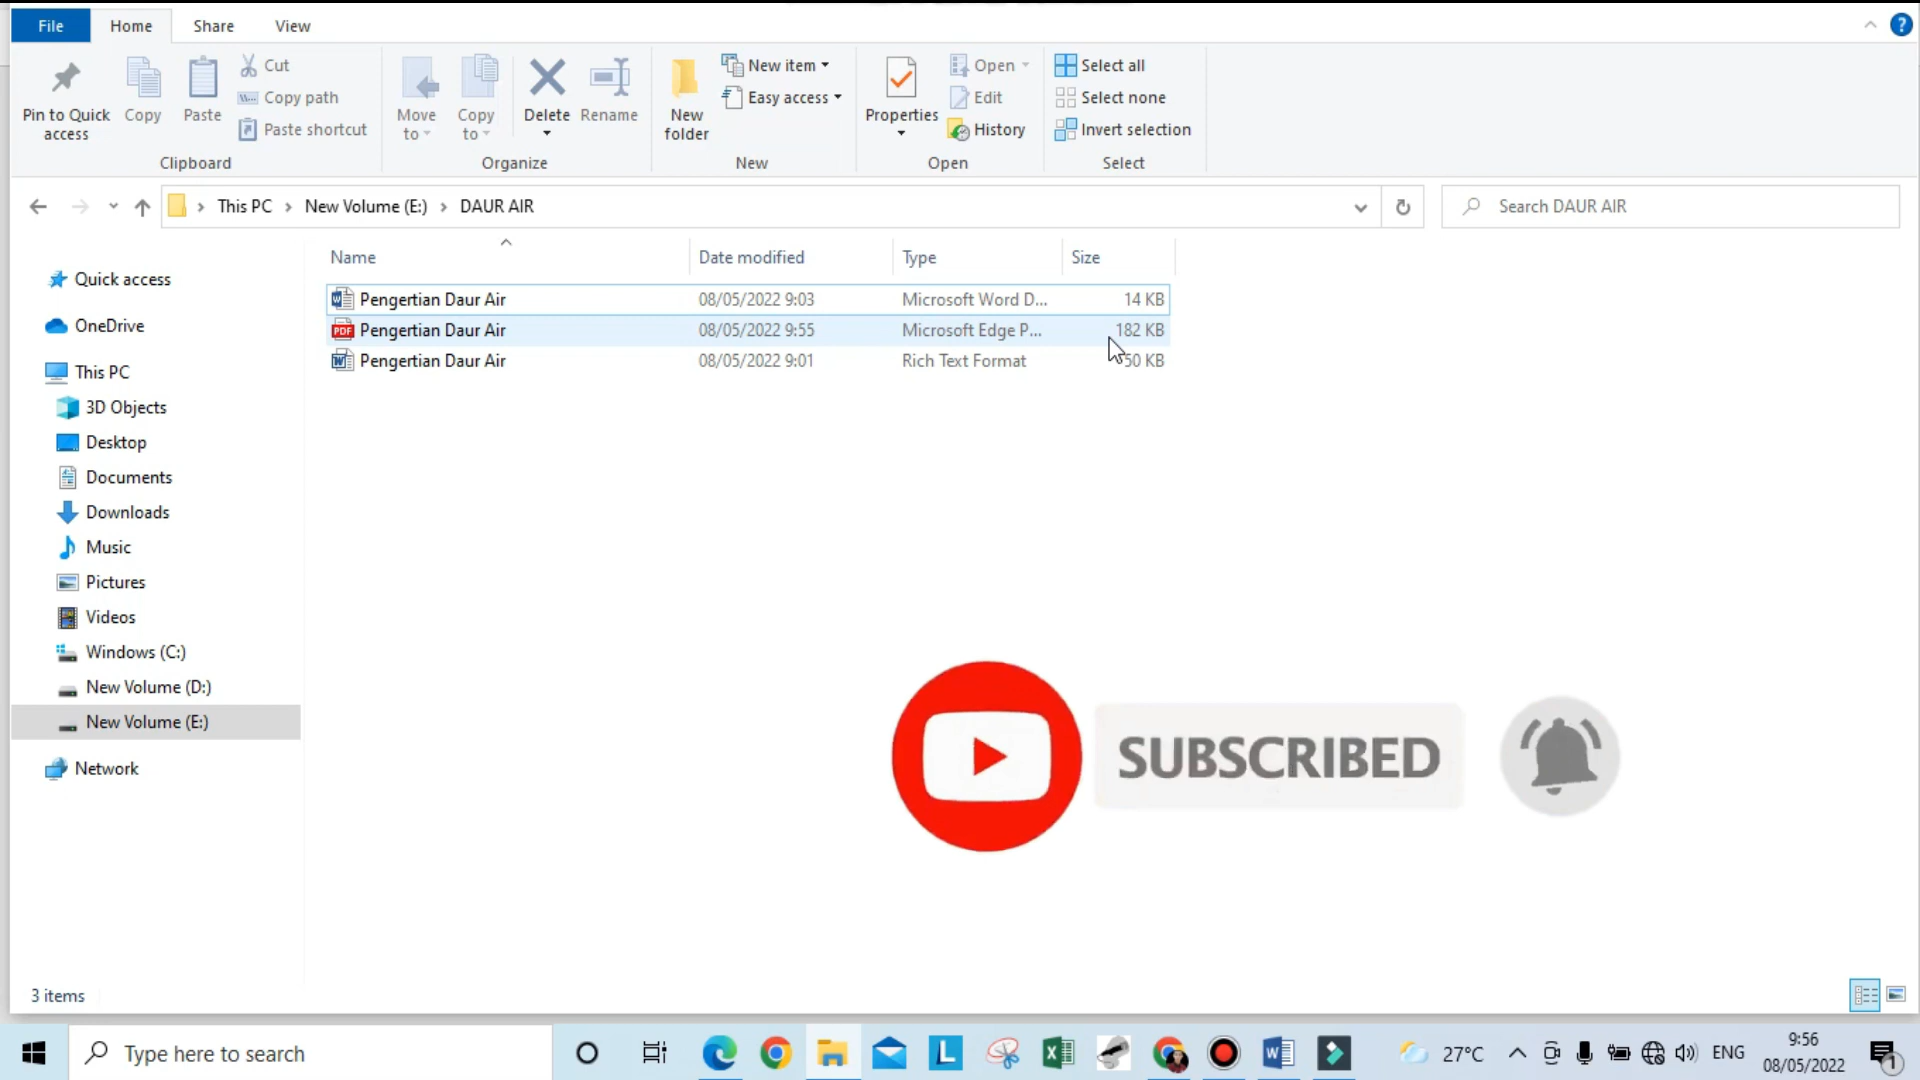 File Home Share View
Pin to Quick access
Copy
Paste
Cut
Copy path
Paste shortcut
Clipboard
Move to
Copy to
Delete
Rename
Organize
New folder
New item
Easy access
New
Properties
Open
Edit
History
Open
Select all
Select none
Invert selection
Select
This PC › New Volume (E:) › DAUR AIR
Search DAUR AIR
Name Date modified Type Size
Pengertian Daur Air 08/05/2022 9:03 Microsoft Word D... 14 KB
PDF Pengertian Daur Air 08/05/2022 9:55 Microsoft Edge P... 182 KB
Pengertian Daur Air 08/05/2022 9:01 Rich Text Format 50 KB
Quick access
OneDrive
This PC
3D Objects
Desktop
Documents
Downloads
Music
Pictures
Videos
Windows (C:)
New Volume (D:)
New Volume (E:)
Network
SUBSCRIBED
3 items
Type here to search
27°C
ENG
9:56
08/05/2022
1